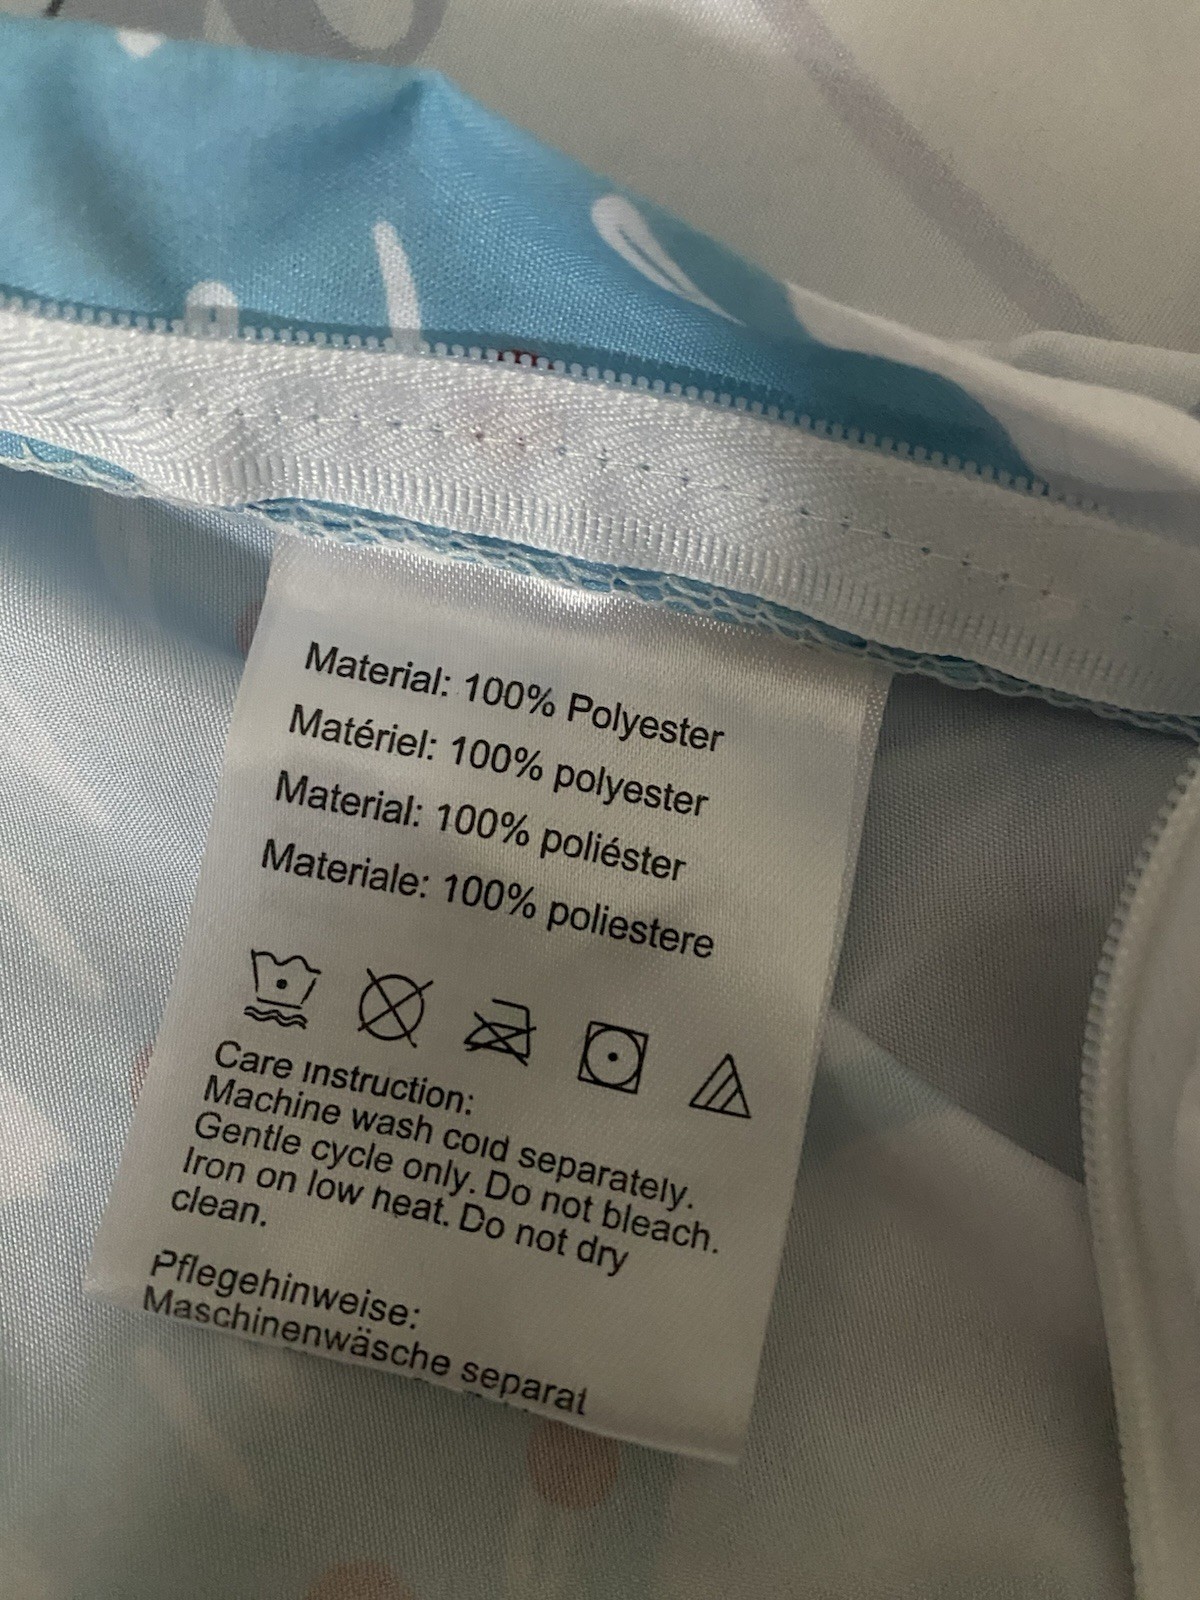 Material: 100% Polyester
Matériel: 100% polyester
Material: 100% poliéster
Materiale: 100% poliestere
Care instruction:
Machine wash cold separately.
Gentle cycle only. Do not bleach.
Iron on low heat. Do not dry
clean.
Pflegehinweise:
Maschinenwäsche separat